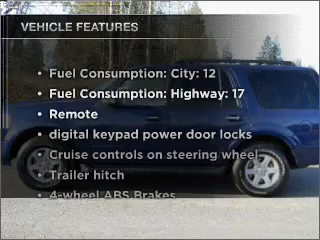 VEHICLE FEATURES
• Fuel Consumption: City: 12
• Fuel Consumption: Highway: 17
• Remote
• digital keypad power door locks
• Cruise controls on steering wheel
• Trailer hitch
• 4-wheel ABS Brakes